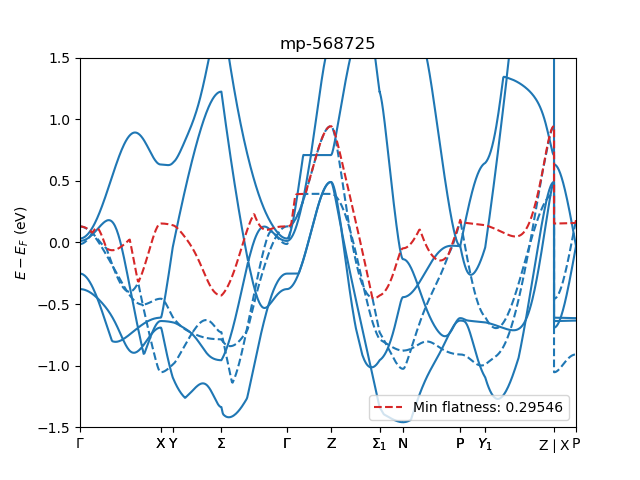 mp-568725
E − E_F (eV)
1.5
1.0
0.5
0.0
−0.5
−1.0
−1.5
Min flatness: 0.29546
Γ X Y Σ Γ Z Σ₁ N P Y₁ Z | X P